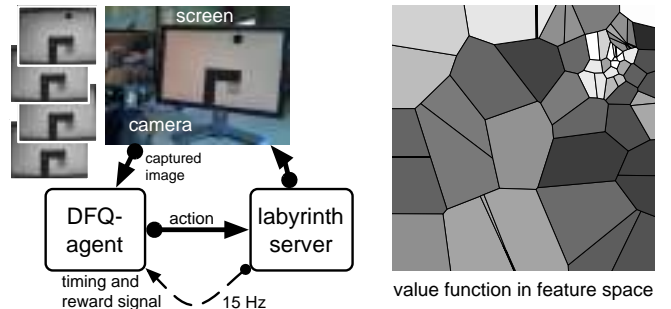 screen
camera
captured
image
DFQ-
agent
action
labyrinth
server
timing and
reward signal
15 Hz
value function in feature space